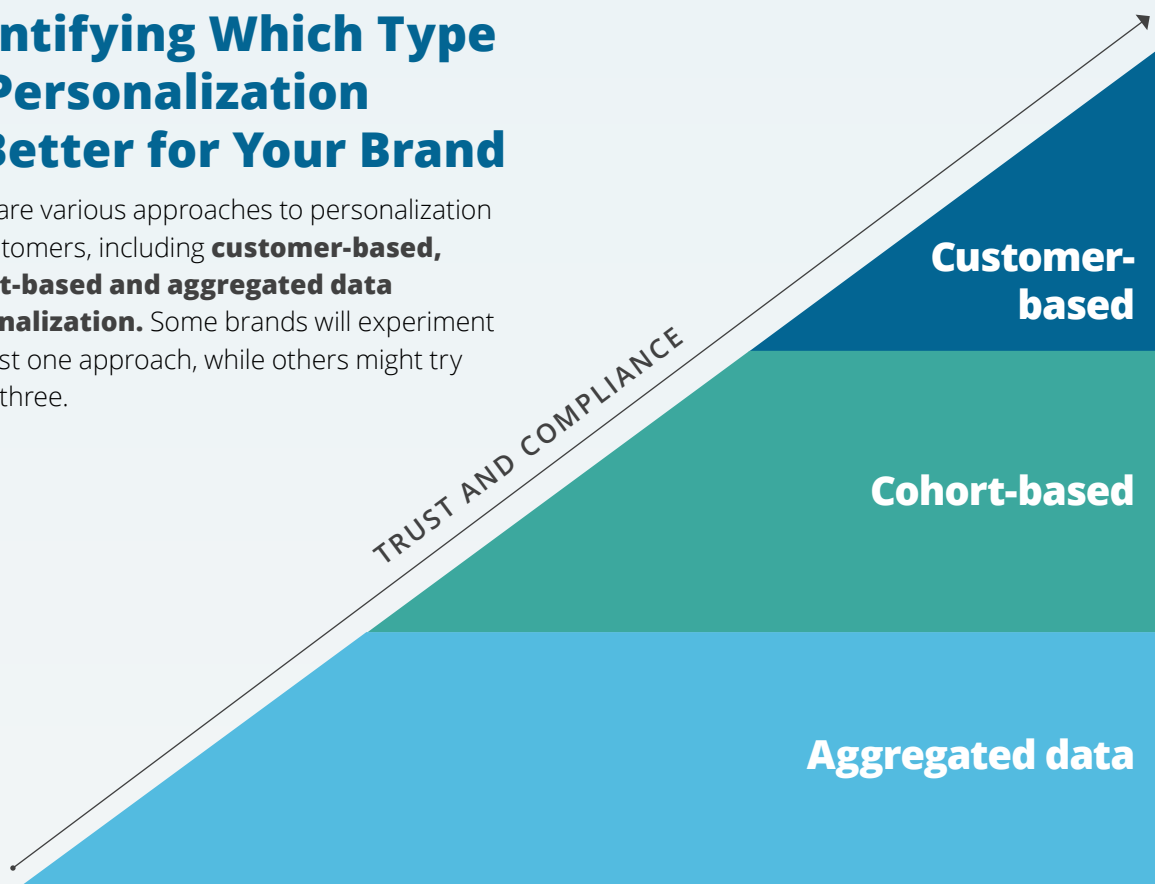 ntifying Which Type
Personalization
Better for Your Brand
are various approaches to personalization
tomers, including customer-based,
t-based and aggregated data
nalization. Some brands will experiment
st one approach, while others might try
three.
TRUST AND COMPLIANCE
Customer-
based
Cohort-based
Aggregated data